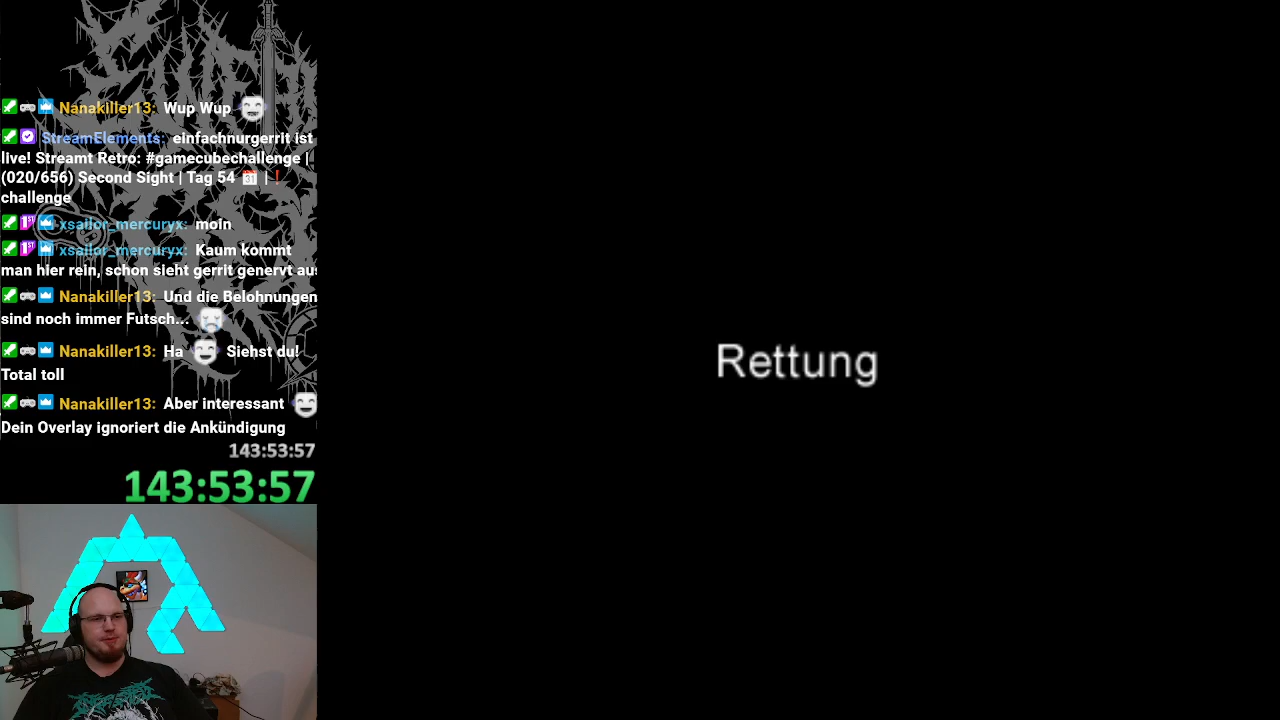 Nanakiller13: Wup Wup
StreamElements: einfachnurgerrit ist
live! Streamt Retro: #gamecubechallenge |
(020/656) Second Sight | Tag 54 | !
challenge
xsailor_mercuryx: moin
xsailor_mercuryx: Kaum kommt
man hier rein, schon sieht gerrit genervt aus
Nanakiller13: Und die Belohnungen
sind noch immer Futsch...
Nanakiller13: Ha Siehst du!
Total toll
Nanakiller13: Aber interessant
Dein Overlay ignoriert die Ankündigung
143:53:57
143:53:57
Rettung